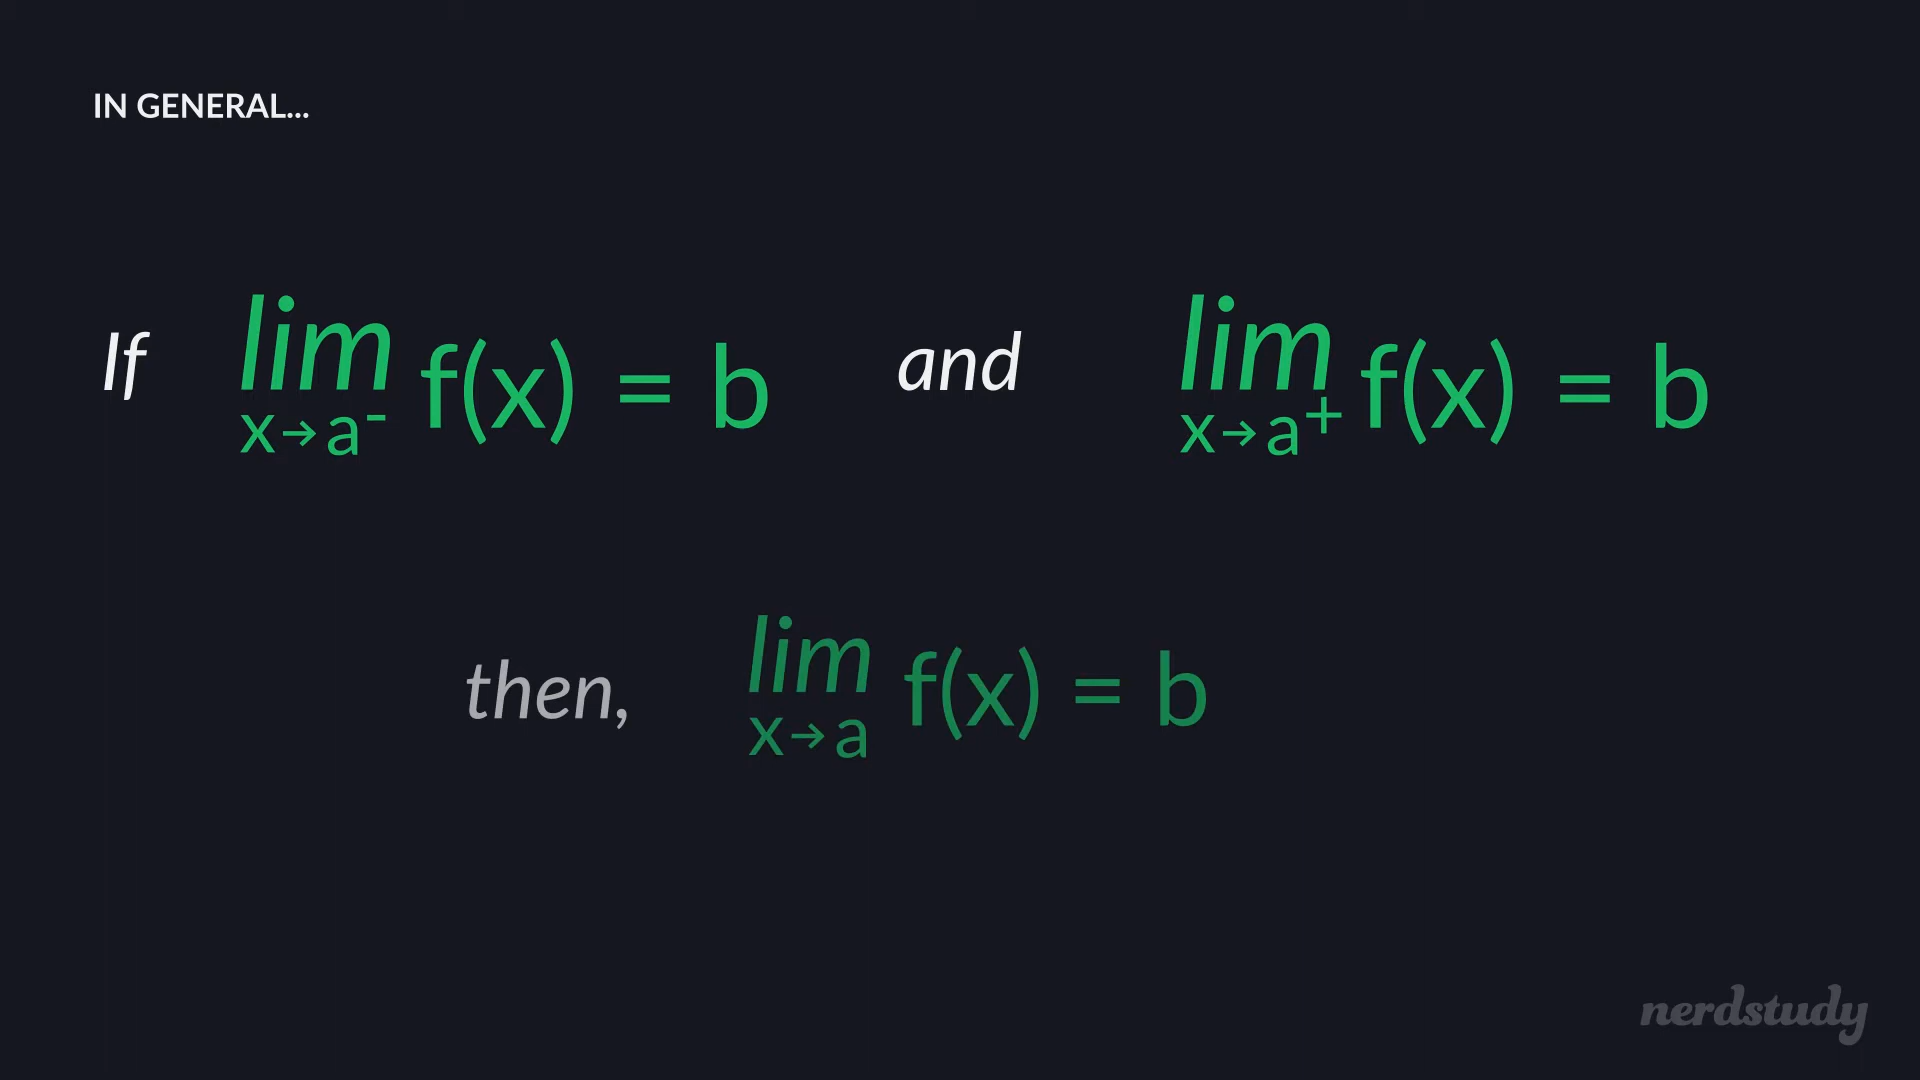 IN GENERAL...
If lim x→a⁻ f(x) = b and lim x→a⁺ f(x) = b
then, lim x→a f(x) = b
nerdstudy